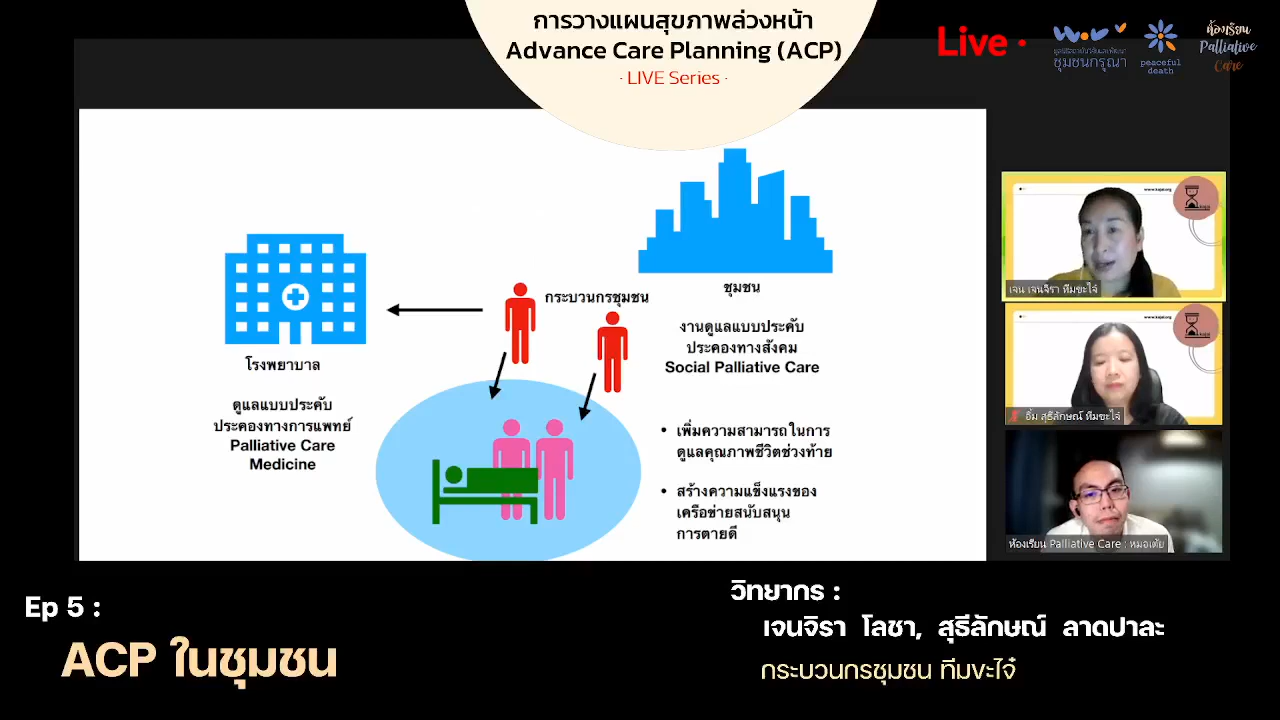 การวางแผนสุขภาพล่วงหน้า
Advance Care Planning (ACP)
· LIVE Series ·
Live
ชุมชนกรุณา
peaceful
death
ห้องเรียน
Palliative
Care
โรงพยาบาล
ดูแลแบบประคับ
ประคองทางการแพทย์
Palliative Care
Medicine
กระบวนกรชุมชน
ชุมชน
งานดูแลแบบประคับ
ประคองทางสังคม
Social Palliative Care
• เพิ่มความสามารถในการ
ดูแลคุณภาพชีวิตช่วงท้าย
• สร้างความแข็งแรงของ
เครือข่ายสนับสนุน
การตายดี
เจน เจนจิรา ทีมขะไจ๋
อิ๋ม สุธีลักษณ์ ทีมขะไจ๋
ห้องเรียน Palliative Care : หมอเต้ย
Ep 5 :
ACP ในชุมชน
วิทยากร :
เจนจิรา โลชา, สุธีลักษณ์ ลาดปาละ
กระบวนกรชุมชน ทีมขะไจ๋